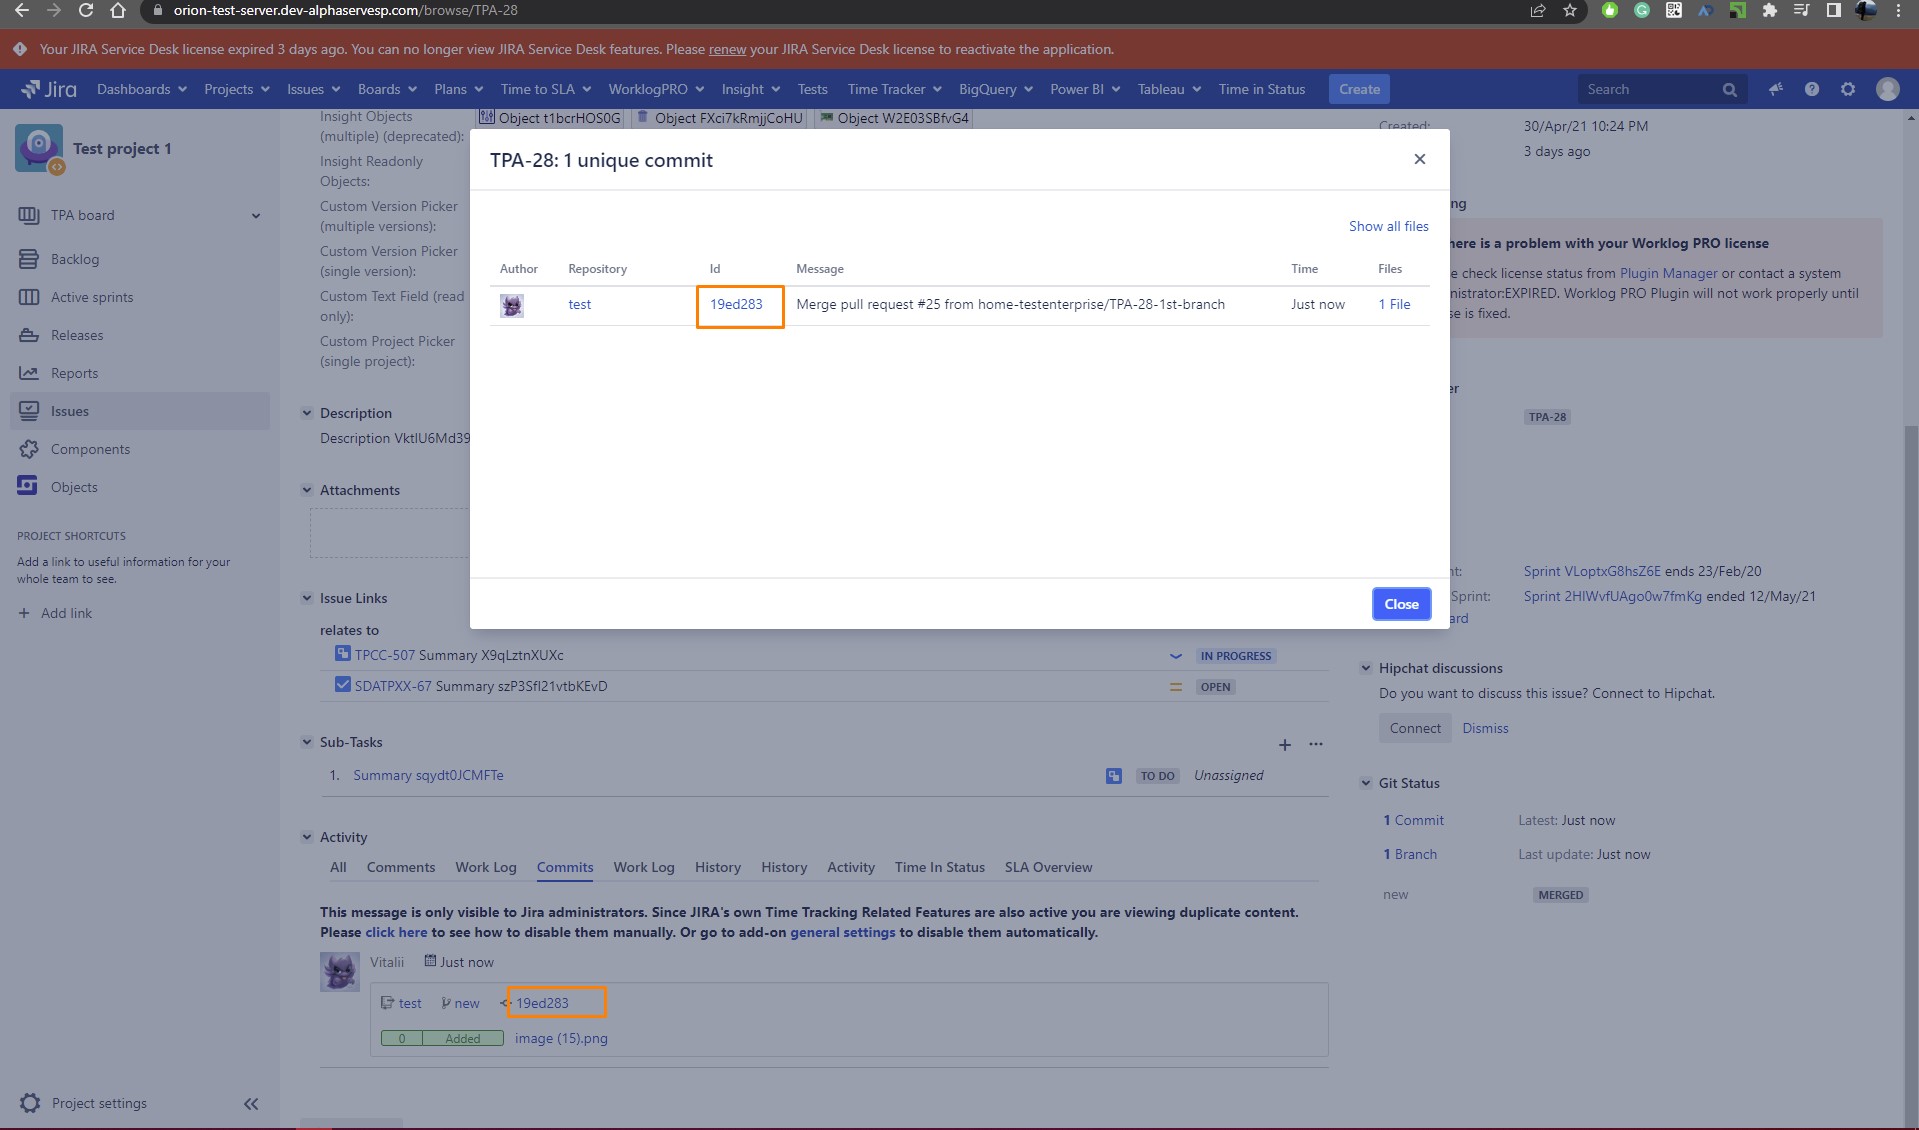 orion-test-server.dev-alphaservesp.com/browse/TPA-28
Your JIRA Service Desk license expired 3 days ago. You can no longer view JIRA Service Desk features. Please renew your JIRA Service Desk license to reactivate the application.
Jira Dashboards Projects Issues Boards Plans Time to SLA WorklogPRO Insight Tests Time Tracker BigQuery Power BI Tableau Time in Status Create Search
Test project 1
TPA board
Backlog
Active sprints
Releases
Reports
Issues
Components
Objects
PROJECT SHORTCUTS
Add a link to useful information for your
whole team to see.
+ Add link
Project settings
Insight Objects
(multiple) (deprecated):
Object t1bcrHOS0G Object FXci7kRmjjCoHU Object W2E03SBfvG4
Insight Readonly
Objects:
Custom Version Picker
(multiple versions):
Custom Version Picker
(single version):
Custom Text Field (read
only):
Custom Project Picker
(single project):
Description
Description VktlU6Md39
Attachments
Issue Links
relates to
TPCC-507 Summary X9qLztnXUXc IN PROGRESS
SDATPXX-67 Summary szP3Sfl21vtbKEvD OPEN
Sub-Tasks
1. Summary sqydt0JCMFTe TO DO Unassigned
Activity
All Comments Work Log Commits Work Log History History Activity Time In Status SLA Overview
This message is only visible to Jira administrators. Since JIRA's own Time Tracking Related Features are also active you are viewing duplicate content.
Please click here to see how to disable them manually. Or go to add-on general settings to disable them automatically.
Vitalii Just now
test new 19ed283
0 Added image (15).png
TPA-28: 1 unique commit
Show all files
Author Repository Id Message Time Files
test 19ed283 Merge pull request #25 from home-testenterprise/TPA-28-1st-branch Just now 1 File
Close
Created: 30/Apr/21 10:24 PM
3 days ago
ng
here is a problem with your Worklog PRO license
e check license status from Plugin Manager or contact a system
nistrator:EXPIRED. Worklog PRO Plugin will not work properly until
se is fixed.
er
TPA-28
nt: Sprint VLoptxG8hsZ6E ends 23/Feb/20
Sprint: Sprint 2HIWvfUAgo0w7fmKg ended 12/May/21
ard
Hipchat discussions
Do you want to discuss this issue? Connect to Hipchat.
Connect Dismiss
Git Status
1 Commit Latest: Just now
1 Branch Last update: Just now
new MERGED